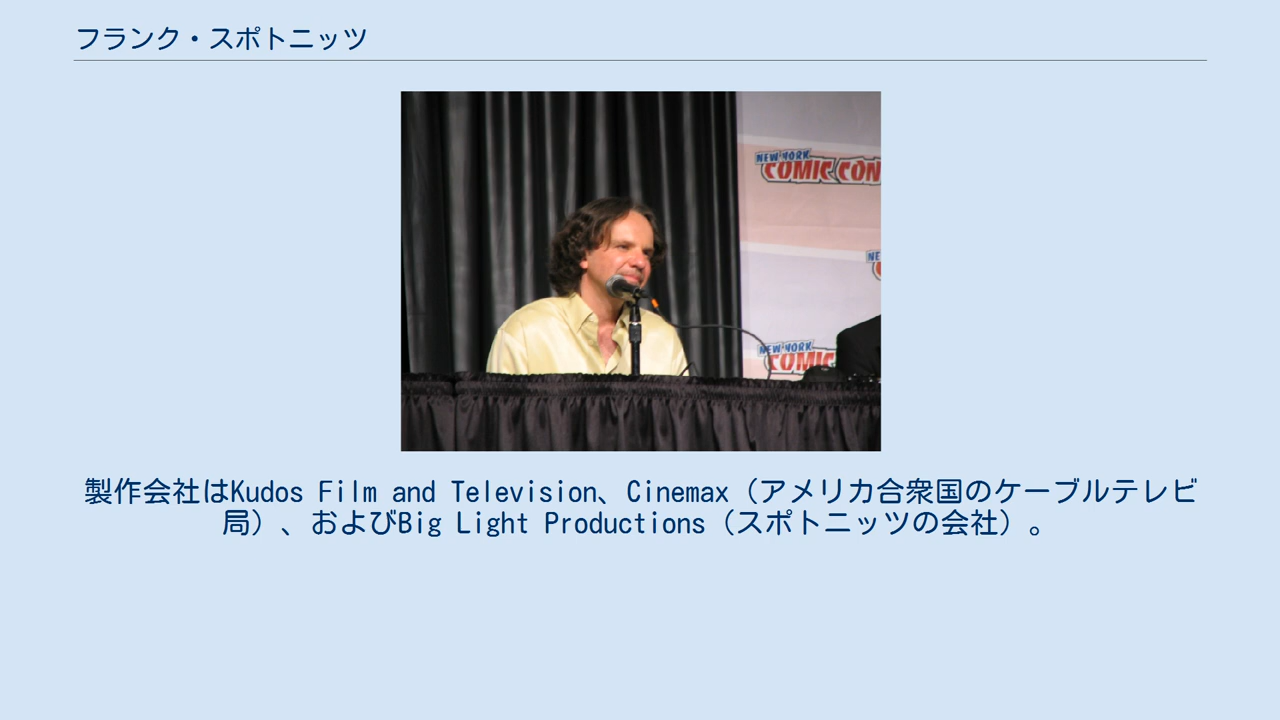 フランク・スポトニッツ
NEW YORK
COMIC CON
NE
NEW YORK
COMIC
製作会社はKudos Film and Television、Cinemax（アメリカ合衆国のケーブルテレビ
局）、およびBig Light Productions（スポトニッツの会社）。